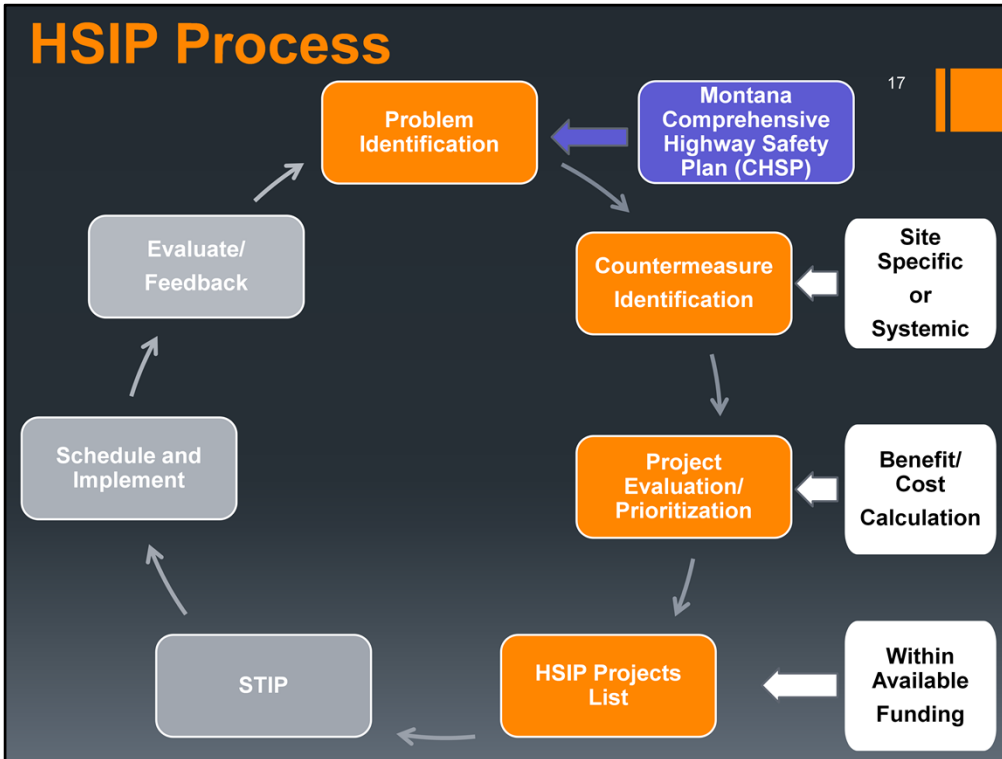 HSIP Process
17
Problem
Identification
Montana
Comprehensive
Highway Safety
Plan (CHSP)
Evaluate/
Feedback
Countermeasure
Identification
Site
Specific
or
Systemic
Schedule and
Implement
Project
Evaluation/
Prioritization
Benefit/
Cost
Calculation
STIP
HSIP Projects
List
Within
Available
Funding